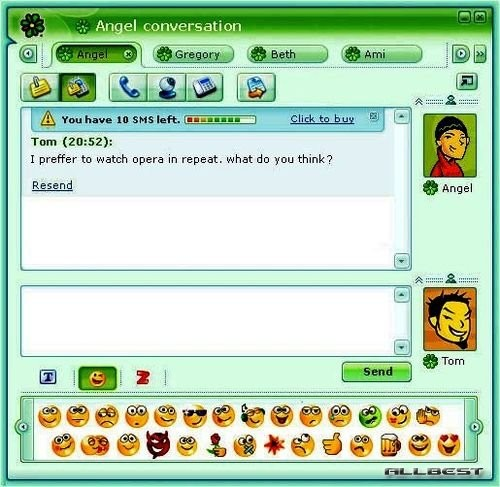 Angel conversation
Angel
Gregory
Beth
Ami
You have 10 SMS left.
Click to buy
Tom (20:52):
I preffer to watch opera in repeat. what do you think?
Resend
Angel
Tom
T
Z
Send
ALLBEST